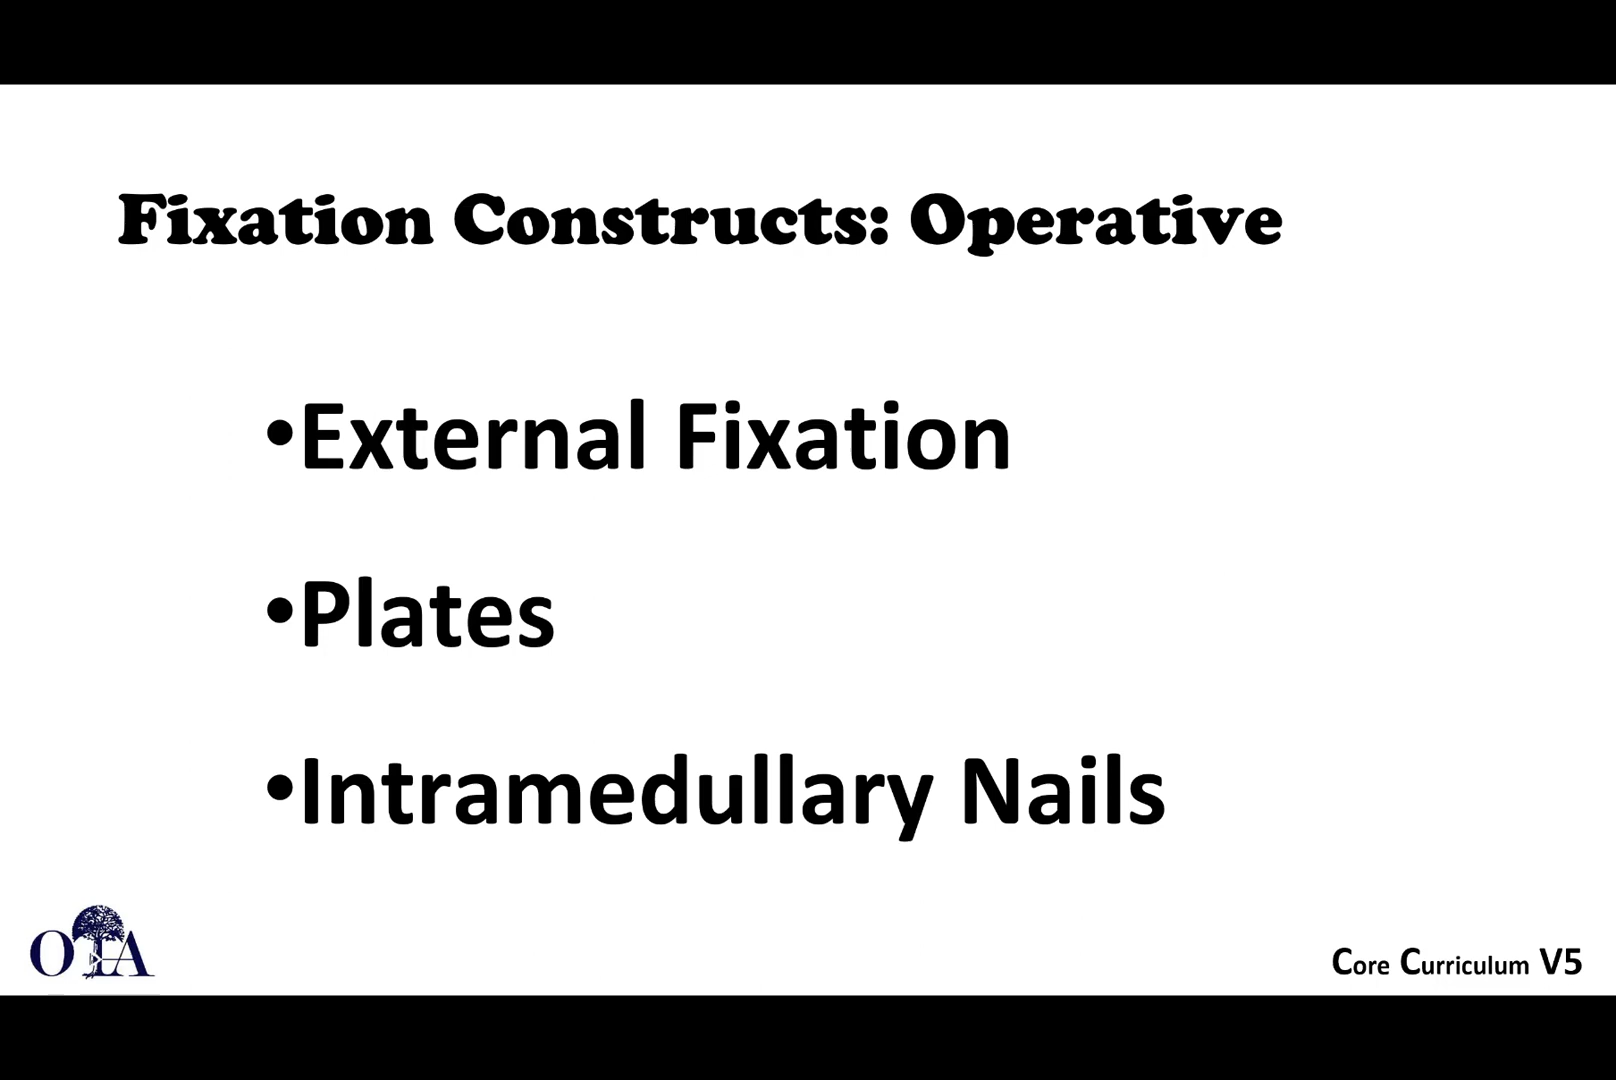 Fixation Constructs: Operative
•External Fixation
•Plates
•Intramedullary Nails
OTA
Core Curriculum V5